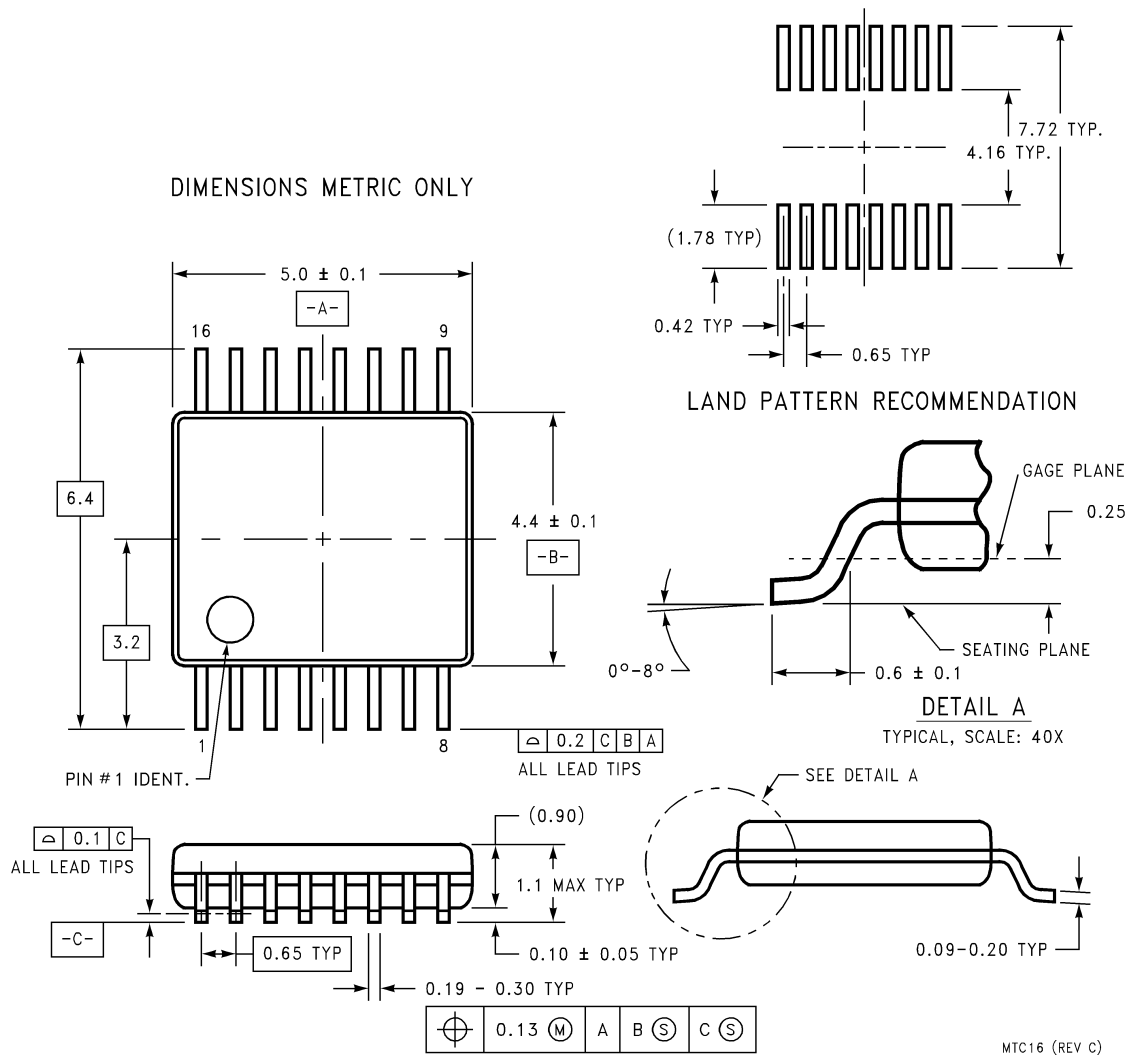 7.72 TYP.
4.16 TYP.
DIMENSIONS METRIC ONLY
(1.78 TYP)
5.0 ± 0.1
-A-
0.42 TYP
16
9
0.65 TYP
LAND PATTERN RECOMMENDATION
GAGE PLANE
6.4
0.25
4.4 ± 0.1
-B-
3.2
SEATING PLANE
0°-8°
0.6 ± 0.1
DETAIL A
TYPICAL, SCALE: 40X
1
8
⌓ 0.2 C B A
ALL LEAD TIPS
PIN #1 IDENT.
SEE DETAIL A
(0.90)
⌓ 0.1 C
ALL LEAD TIPS
1.1 MAX TYP
-C-
0.65 TYP
0.10 ± 0.05 TYP
0.09-0.20 TYP
0.19 - 0.30 TYP
⌖ 0.13 Ⓜ A B Ⓢ C Ⓢ
MTC16 (REV C)